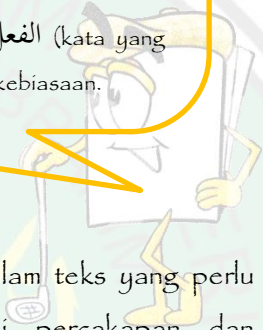 الفعل (kata yang
kebiasaan.
lam teks yang perlu
percakapan dan